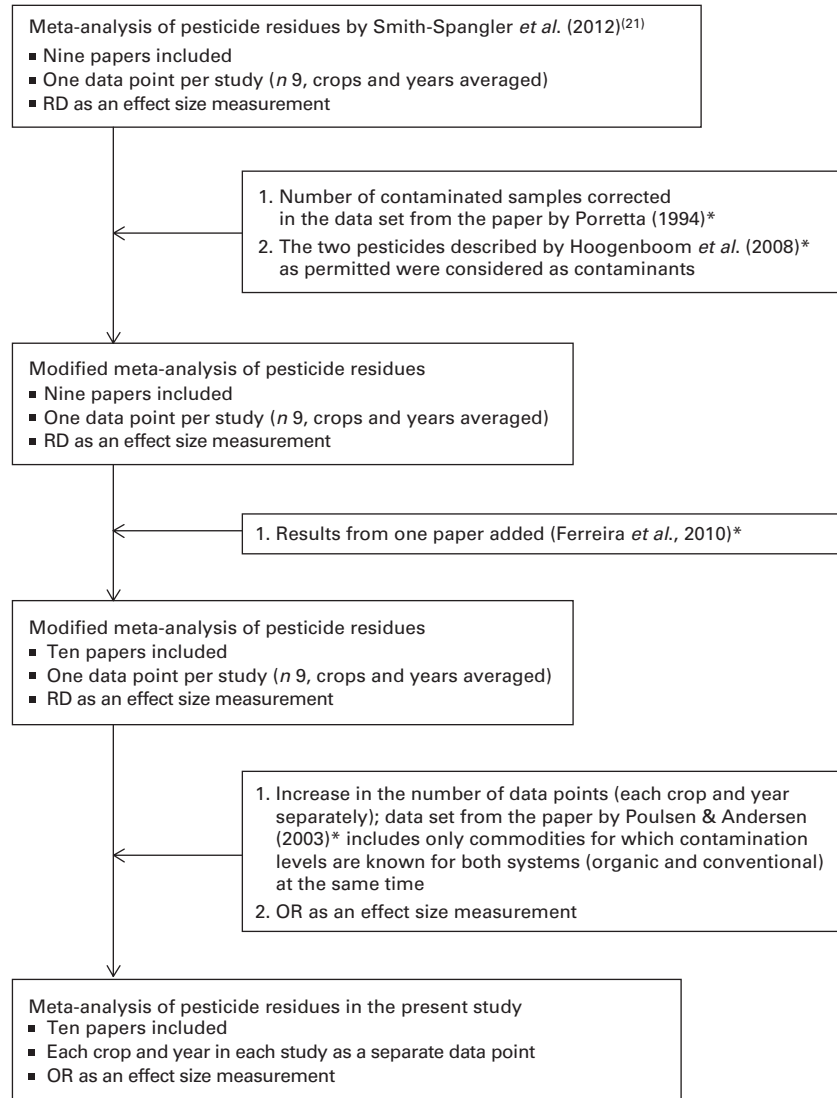 Meta-analysis of pesticide residues by Smith-Spangler et al. (2012)(21)
▪ Nine papers included
▪ One data point per study (n 9, crops and years averaged)
▪ RD as an effect size measurement
1. Number of contaminated samples corrected
in the data set from the paper by Porretta (1994)*
2. The two pesticides described by Hoogenboom et al. (2008)*
as permitted were considered as contaminants
Modified meta-analysis of pesticide residues
▪ Nine papers included
▪ One data point per study (n 9, crops and years averaged)
▪ RD as an effect size measurement
1. Results from one paper added (Ferreira et al., 2010)*
Modified meta-analysis of pesticide residues
▪ Ten papers included
▪ One data point per study (n 9, crops and years averaged)
▪ RD as an effect size measurement
1. Increase in the number of data points (each crop and year
separately); data set from the paper by Poulsen & Andersen
(2003)* includes only commodities for which contamination
levels are known for both systems (organic and conventional)
at the same time
2. OR as an effect size measurement
Meta-analysis of pesticide residues in the present study
▪ Ten papers included
▪ Each crop and year in each study as a separate data point
▪ OR as an effect size measurement